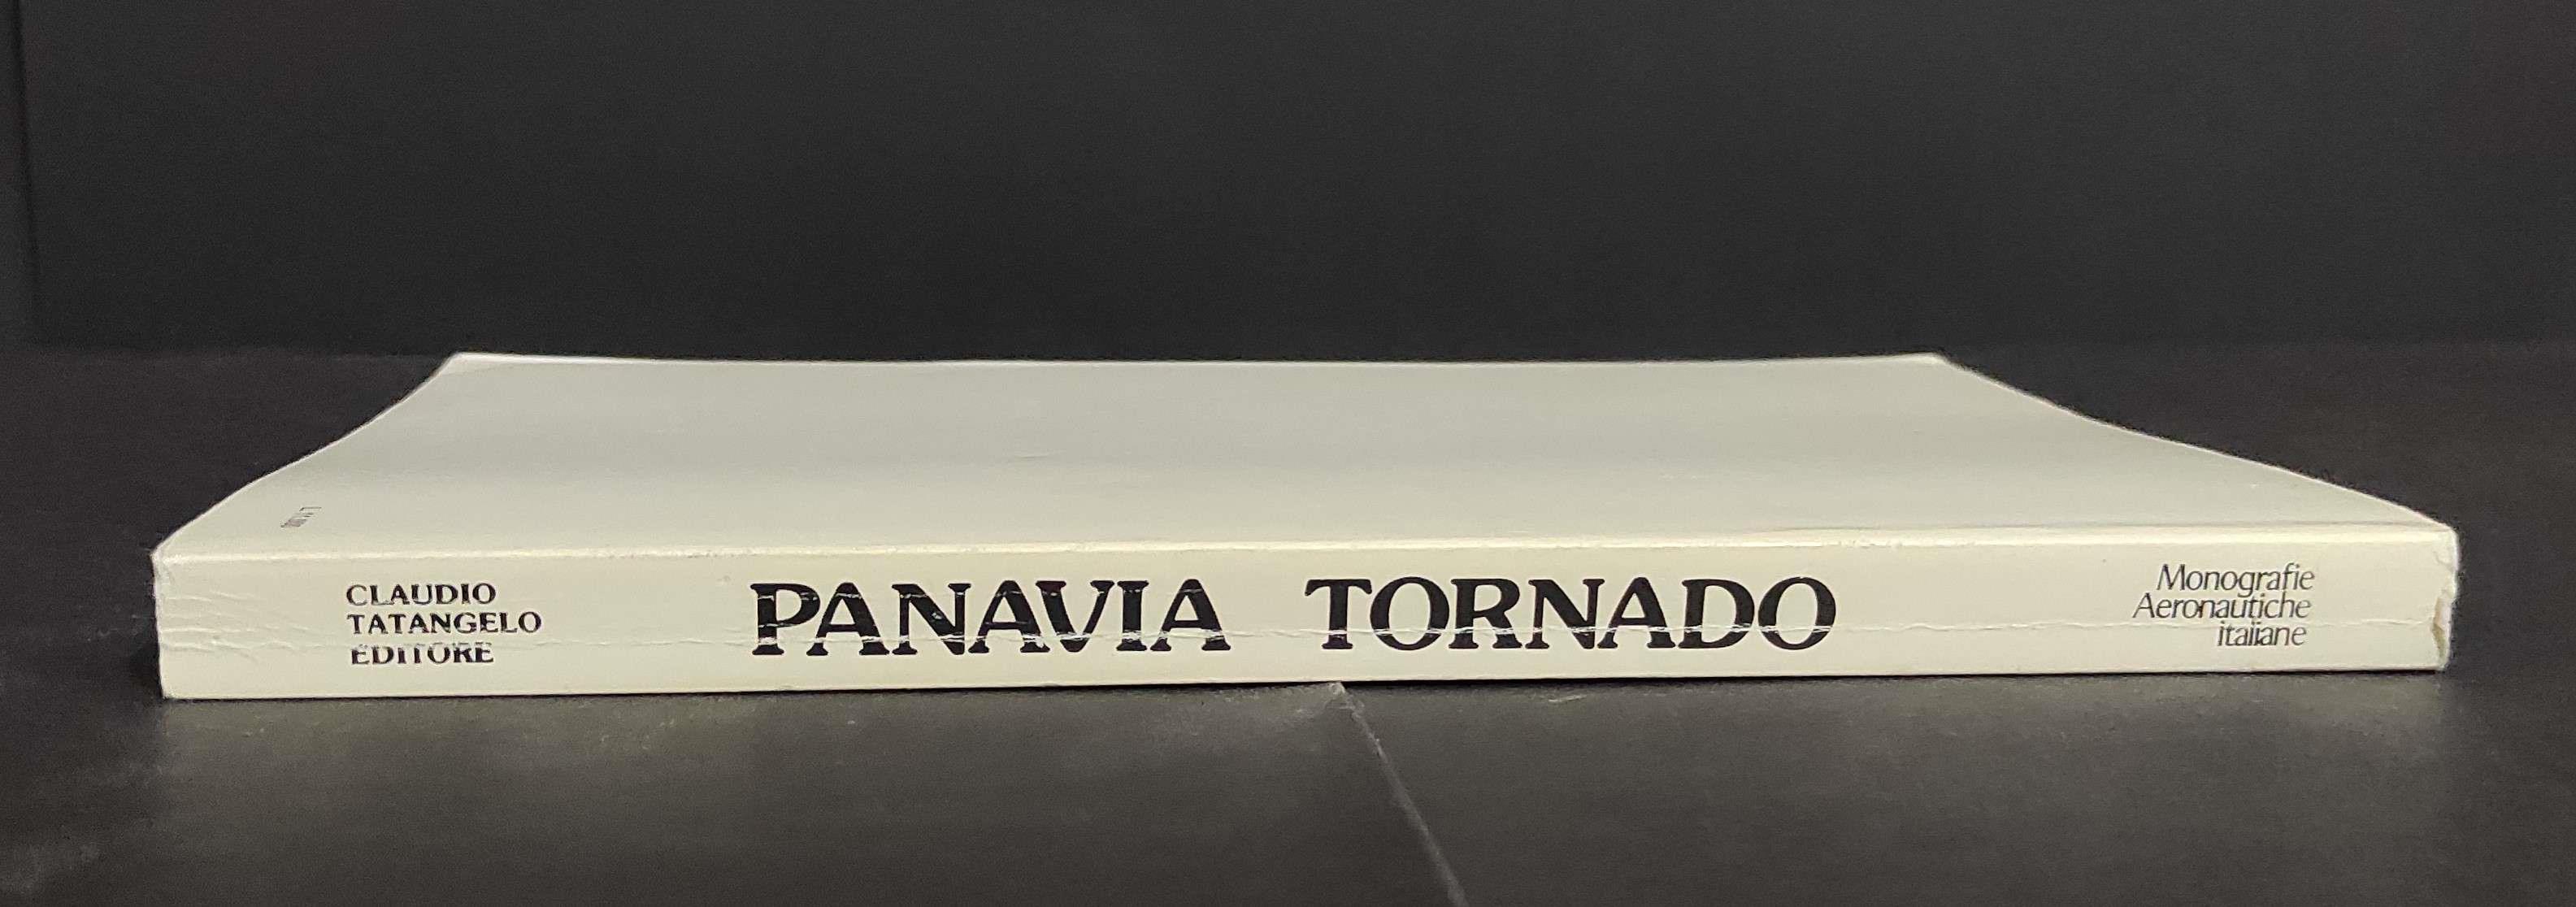 CLAUDIO
TATANGELO
EDITORE
PANAVIA TORNADO
Monografie
Aeronautiche
italiane